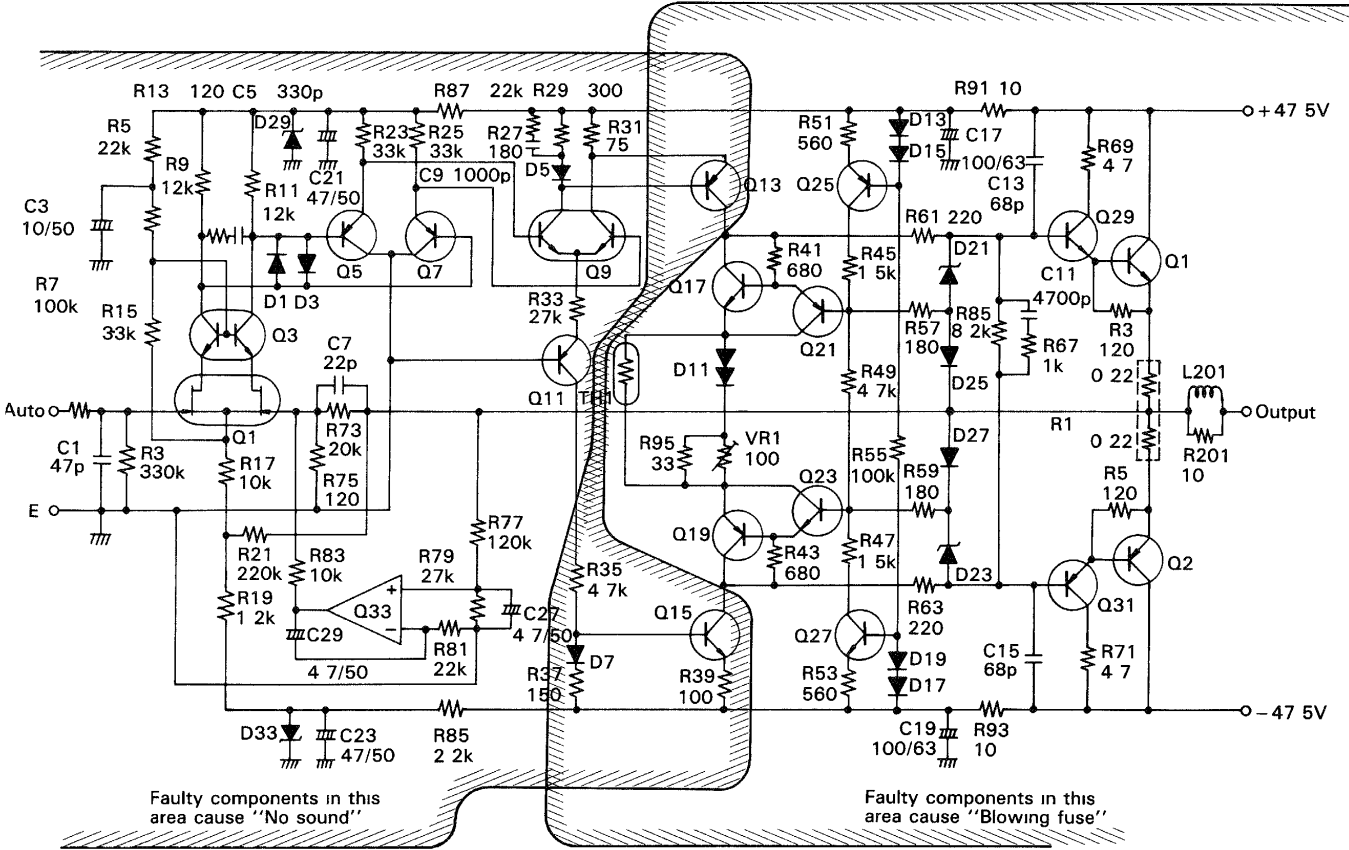 R13 120 C5 330p R87 22k R29 300 R91 10
+47 5V
R5
22k
D29
R23
33k
R25
33k
R27
180
R31
75
R51
560
D13
D15
C17
100/63
R69
4 7
R9
12k
R11
12k
C21
47/50
C9 1000p
D5
Q13
Q25
C13
68p
C3
10/50
R61 220
Q29
Q5
Q7
Q9
R41
680
R45
1 5k
D21
C11
4700p
Q1
R7
100k
D1 D3
Q17
R15
33k
R33
27k
R57
180
R85
8 2k
R3
120
Q3
Q21
R67
1k
C7
22p
D11
R49
4 7k
D25
0 22
L201
Auto
Q11
TH1
Output
Q1
R73
20k
R1
C1
47p
R3
330k
R17
10k
R95
33
VR1
100
R55
100k
D27
0 22
R201
10
R75
120
Q23
R59
180
R5
120
E
R77
120k
Q19
R21
220k
R83
10k
R79
27k
R43
680
R47
1 5k
D23
Q2
R35
4 7k
R19
1 2k
Q33
+
−
C27
4 7/50
Q15
R63
220
Q31
C29
4 7/50
R81
22k
Q27
D7
D19
D17
C15
68p
R71
4 7
R37
150
R39
100
R53
560
−47 5V
D33
C23
47/50
R85
2 2k
C19
100/63
R93
10
Faulty components in this
area cause "No sound"
Faulty components in this
area cause "Blowing fuse"